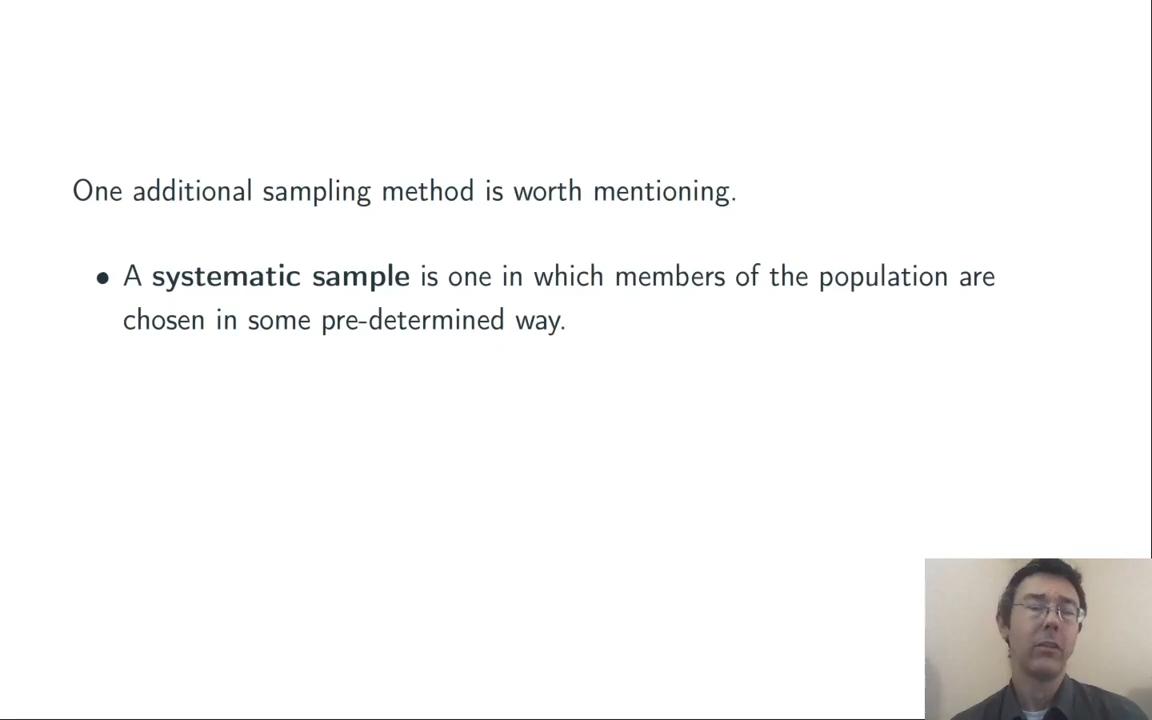 One additional sampling method is worth mentioning.
• A systematic sample is one in which members of the population are
chosen in some pre-determined way.